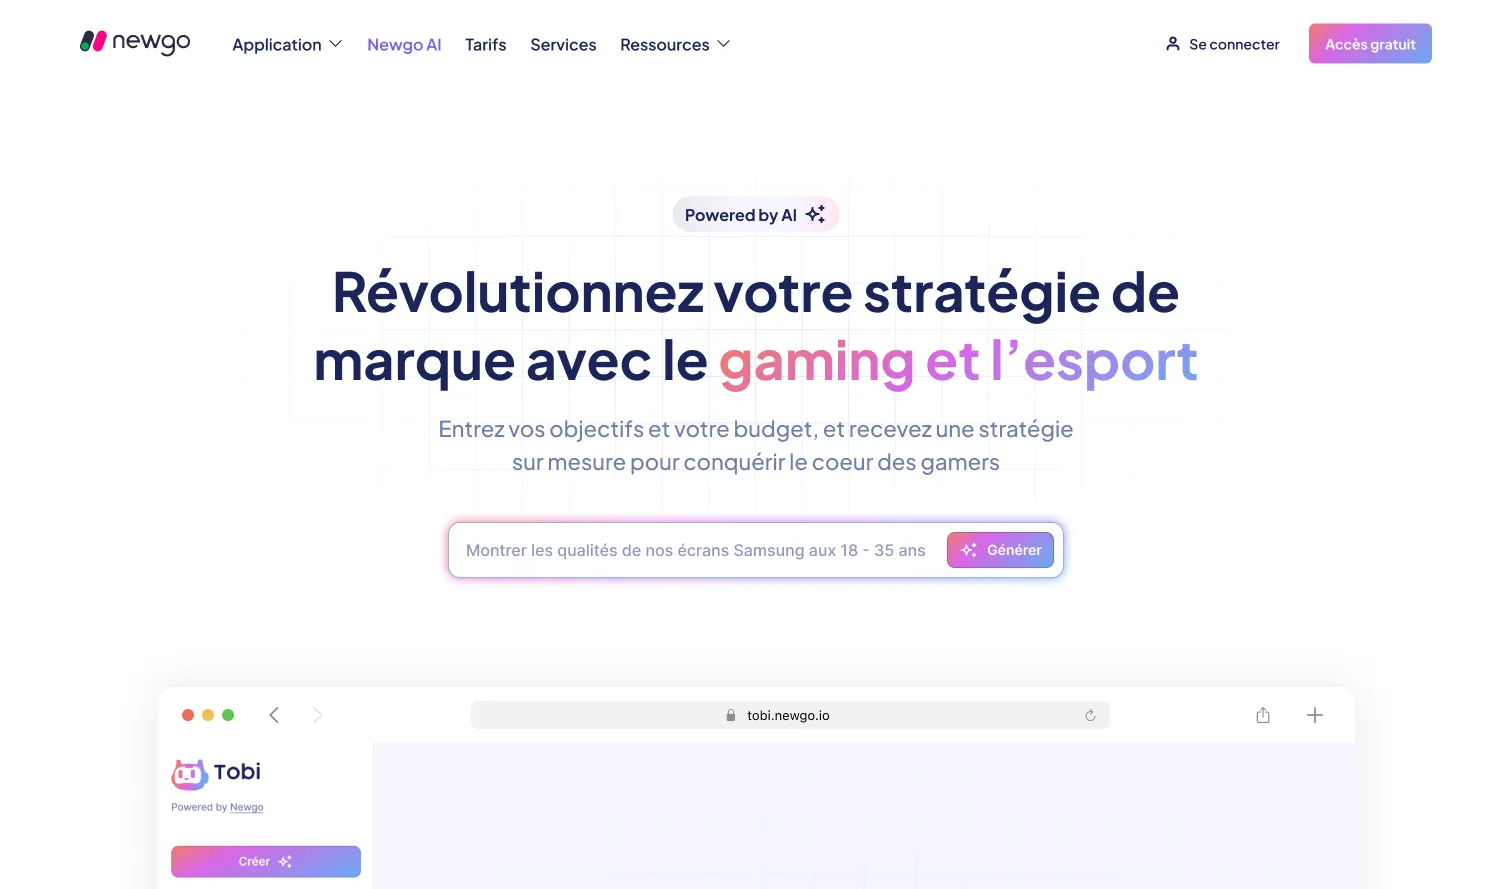 newgo
Application
Newgo AI
Tarifs
Services
Ressources
Se connecter
Accès gratuit
Powered by AI
Révolutionnez votre stratégie de
marque avec le gaming et l’esport
Entrez vos objectifs et votre budget, et recevez une stratégie
sur mesure pour conquérir le coeur des gamers
Montrer les qualités de nos écrans Samsung aux 18 - 35 ans
Générer
tobi.newgo.io
Tobi
Powered by Newgo
Créer